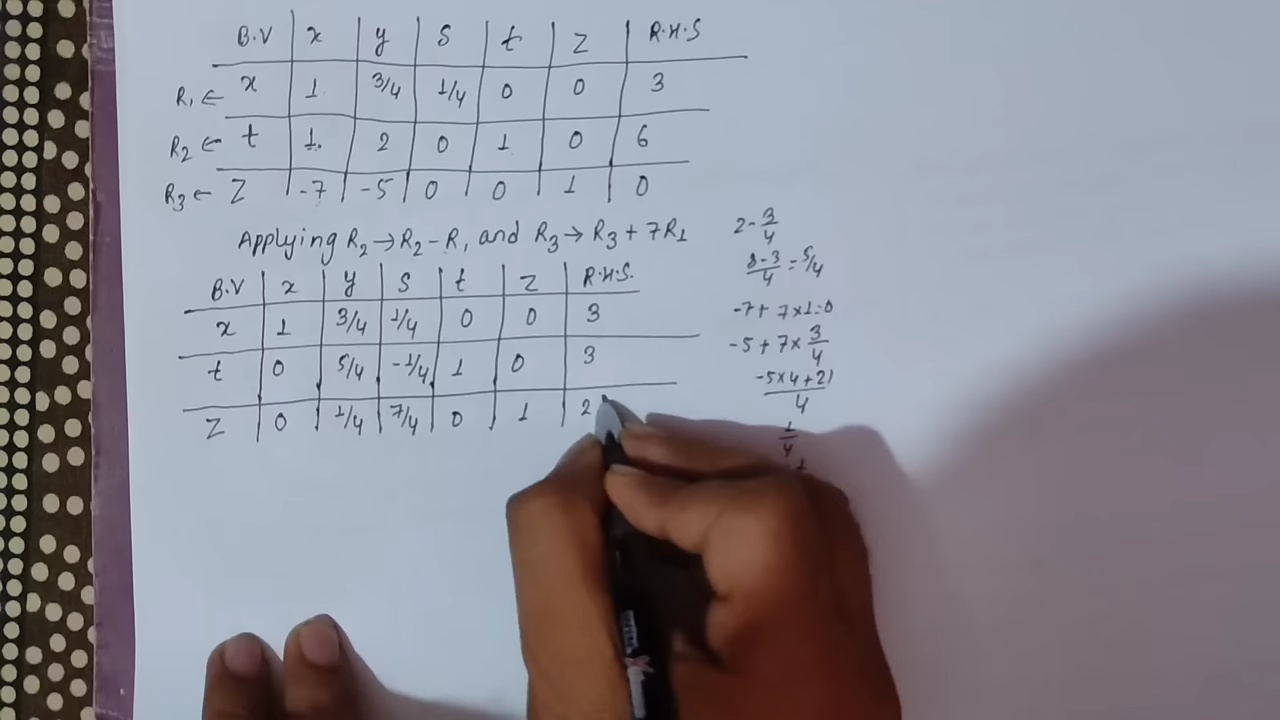 B.V x y S t Z R.H.S
R₁ ← x 1 3/4 1/4 0 0 3
R₂ ← t 1. 2 0 1 0 6
R₃ ← Z -7 -5 0 0 1 0
Applying R₂→R₂-R, and R₃→R₃+7R₁
B.V x y S t Z R.H.S.
x 1 3/4 1/4 0 0 3
t 0 5/4 -1/4 1 0 3
Z 0 1/4 7/4 0 1 2
2-3/4
8-3/4 = 5/4
-7+7×1=0
-5+7×3/4
-5×4+21/4
1/4